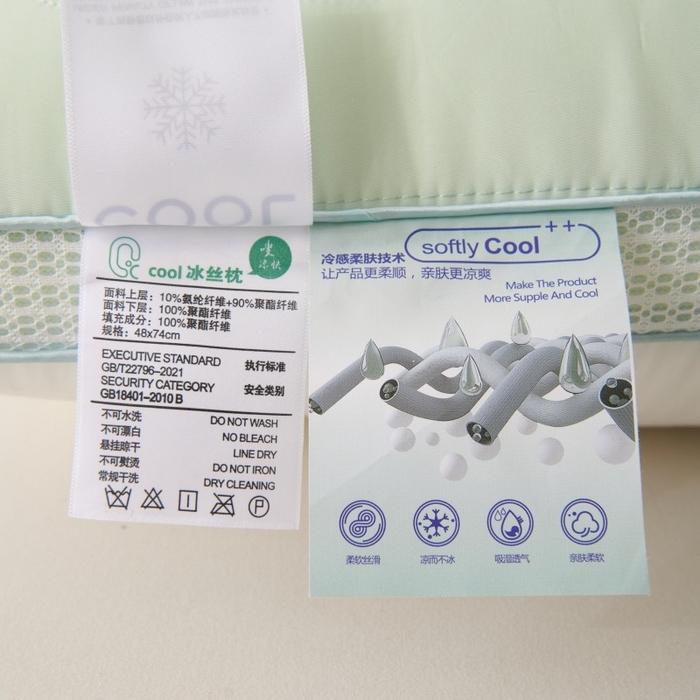 COOL
cool 冰丝枕
面料上层：10%氨纶纤维+90%聚酯纤维
面料下层：100%聚酯纤维
填充成分：100%聚酯纤维
规格：48x74cm
EXECUTIVE STANDARD 执行标准
GB/T22796-2021
SECURITY CATEGORY 安全类别
GB18401-2010 B
不可水洗 DO NOT WASH
不可漂白 NO BLEACH
悬挂晾干 LINE DRY
不可熨烫 DO NOT IRON
常规干洗 DRY CLEANING
P
softly Cool ++
冷感柔肤技术
让产品更柔顺，亲肤更凉爽
Make The Product
More Supple And Cool
柔软丝滑
凉而不冰
吸湿透气
亲肤柔软